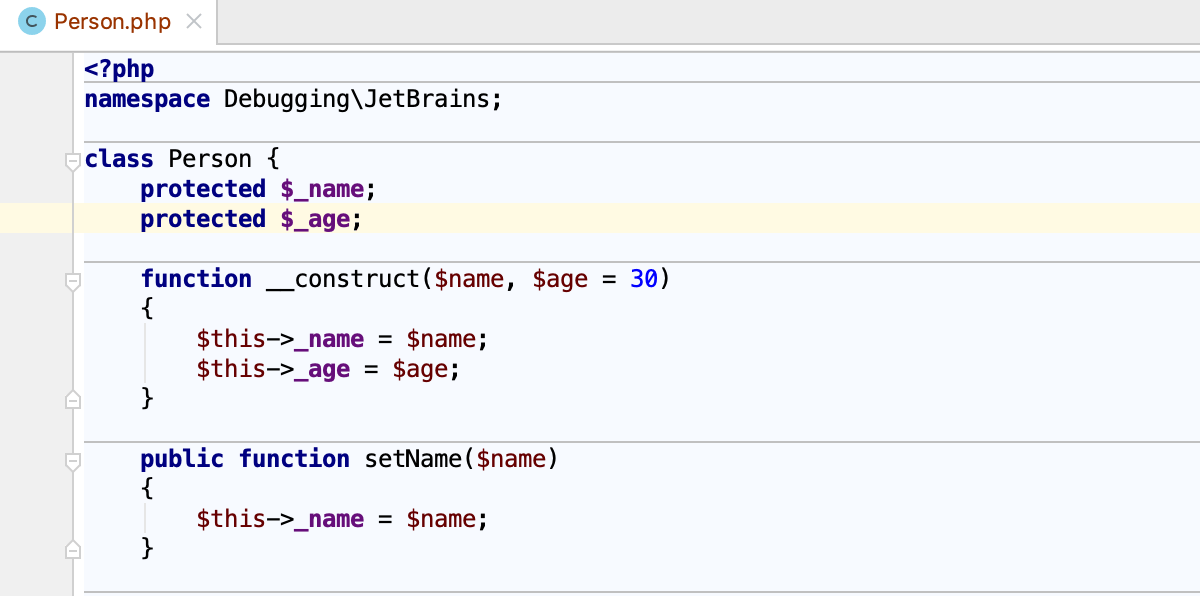 C Person.php
<?php
namespace Debugging\JetBrains;
class Person {
    protected $_name;
    protected $_age;
    function __construct($name, $age = 30)
    {
        $this->_name = $name;
        $this->_age = $age;
    }
    public function setName($name)
    {
        $this->_name = $name;
    }